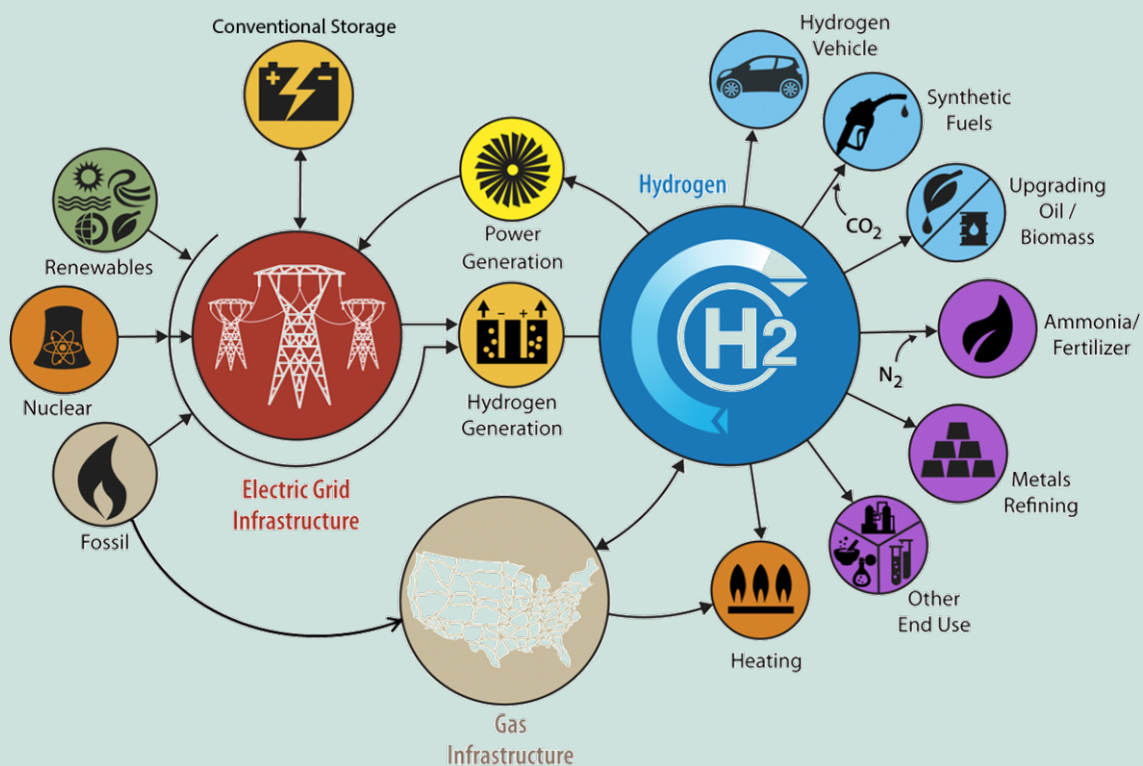 Conventional Storage
Hydrogen
Vehicle
Synthetic
Fuels
Hydrogen
Upgrading
Oil /
Biomass
CO2
Renewables
Power
Generation
H2
Ammonia/
Fertilizer
N2
Nuclear
Hydrogen
Generation
Electric Grid
Infrastructure
Metals
Refining
Fossil
Other
End Use
Heating
Gas
Infrastructure